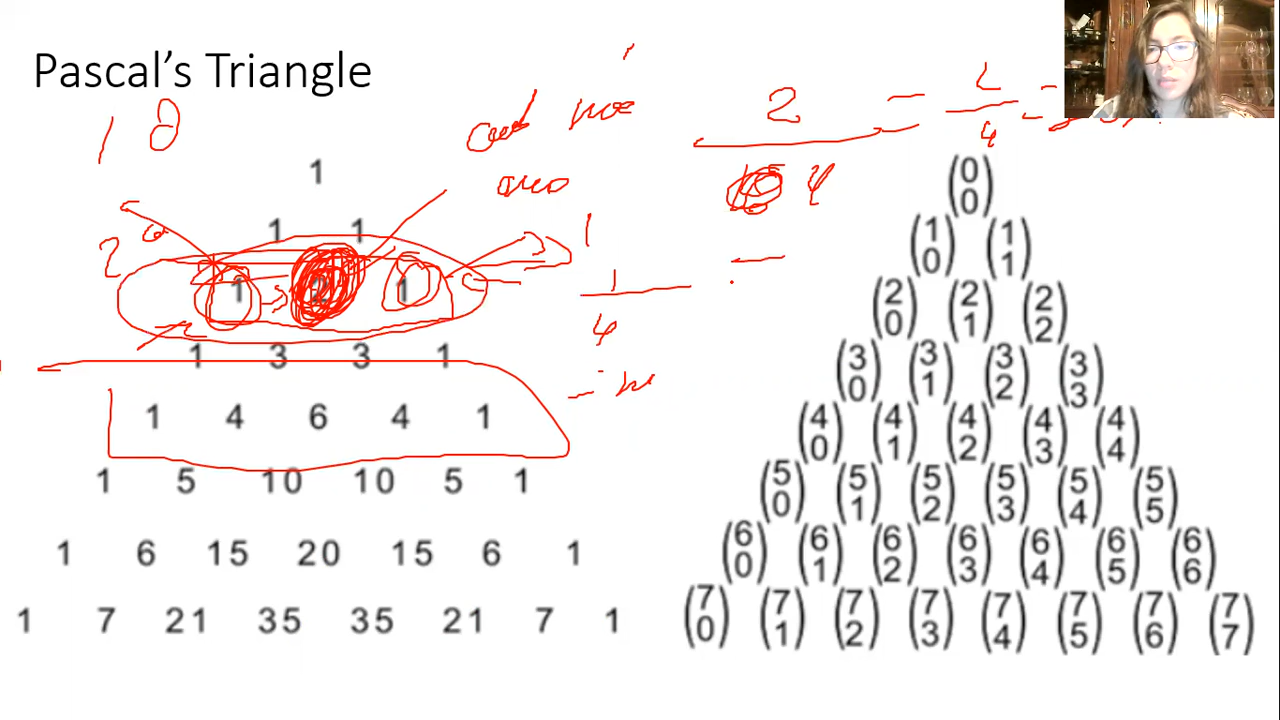 Pascal's Triangle
1
1 1
1 2 1
1 3 3 1
1 4 6 4 1
1 5 10 10 5 1
1 6 15 20 15 6 1
1 7 21 35 35 21 7 1
(0 0)
(1 0) (1 1)
(2 0) (2 1) (2 2)
(3 0) (3 1) (3 2) (3 3)
(4 0) (4 1) (4 2) (4 3) (4 4)
(5 0) (5 1) (5 2) (5 3) (5 4) (5 5)
(6 0) (6 1) (6 2) (6 3) (6 4) (6 5) (6 6)
(7 0) (7 1) (7 2) (7 3) (7 4) (7 5) (7 6) (7 7)
2
4
1
4